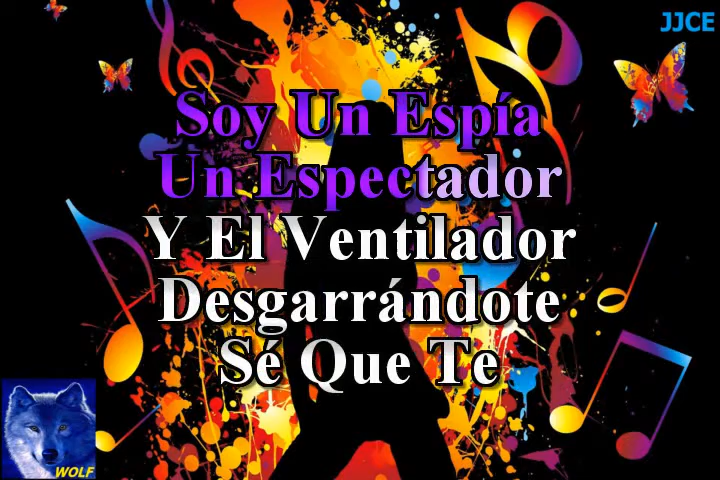 JJCE
Soy Un Espía
Un Espectador
Y El Ventilador
Desgarrándote
Sé Que Te
WOLF